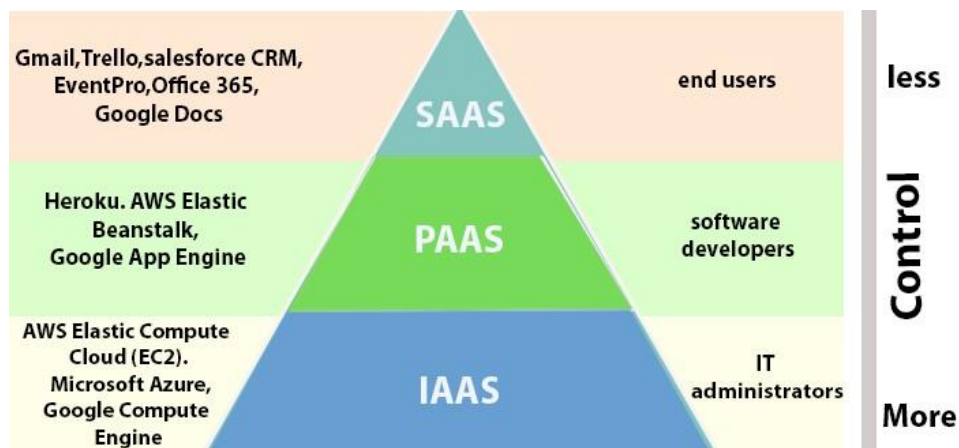 Gmail,Trello,salesforce CRM,
EventPro,Office 365,
Google Docs
SAAS
end users
less
Heroku. AWS Elastic
Beanstalk,
Google App Engine
PAAS
software
developers
Control
AWS Elastic Compute
Cloud (EC2).
Microsoft Azure,
Google Compute
Engine
IAAS
IT
administrators
More